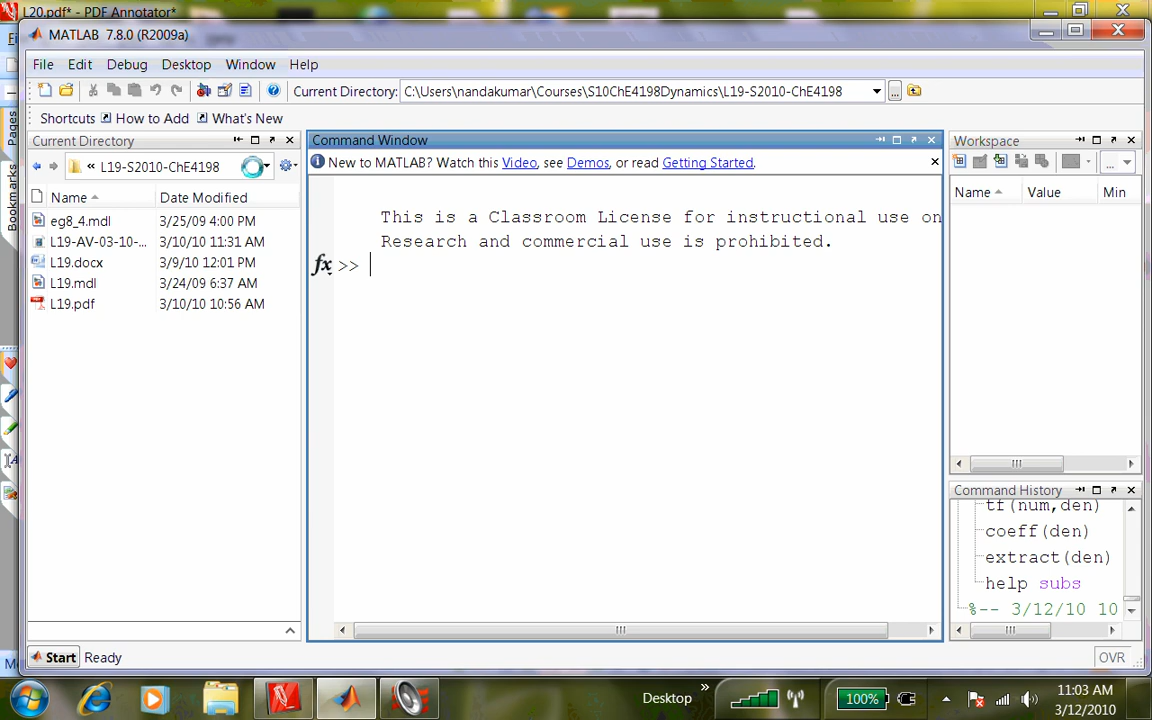 L20.pdf* - PDF Annotator*
MATLAB 7.8.0 (R2009a)
File Edit Debug Desktop Window Help
Current Directory: C:\Users\nandakumar\Courses\S10ChE4198Dynamics\L19-S2010-ChE4198
Shortcuts How to Add What's New
Current Directory
« L19-S2010-ChE4198
Name Date Modified
eg8_4.mdl 3/25/09 4:00 PM
L19-AV-03-10-... 3/10/10 11:31 AM
L19.docx 3/9/10 12:01 PM
L19.mdl 3/24/09 6:37 AM
L19.pdf 3/10/10 10:56 AM
Command Window
New to MATLAB? Watch this Video, see Demos, or read Getting Started.
This is a Classroom License for instructional use on
Research and commercial use is prohibited.
fx >>
Workspace
Name Value Min
Command History
tf(num,den)
coeff(den)
extract(den)
help subs
%-- 3/12/10 10
Pages
Bookmarks
Start Ready
OVR
Desktop »
100%
11:03 AM
3/12/2010